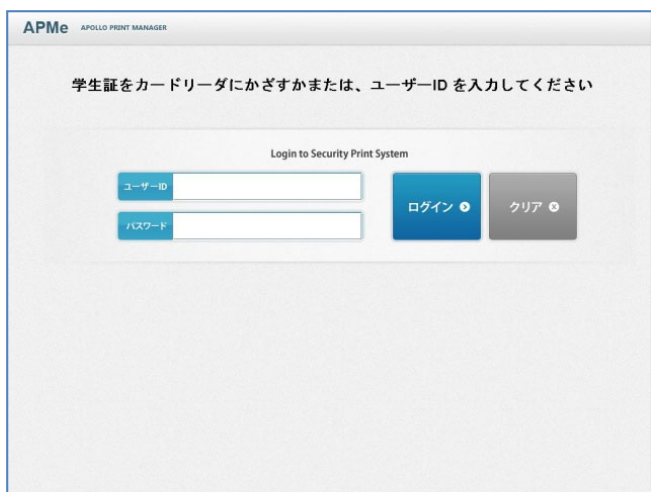 APMe APOLLO PRINT MANAGER
学生証をカードリーダにかざすかまたは、ユーザーID を入力してください
Login to Security Print System
ユーザーID
パスワード
ログイン
クリア